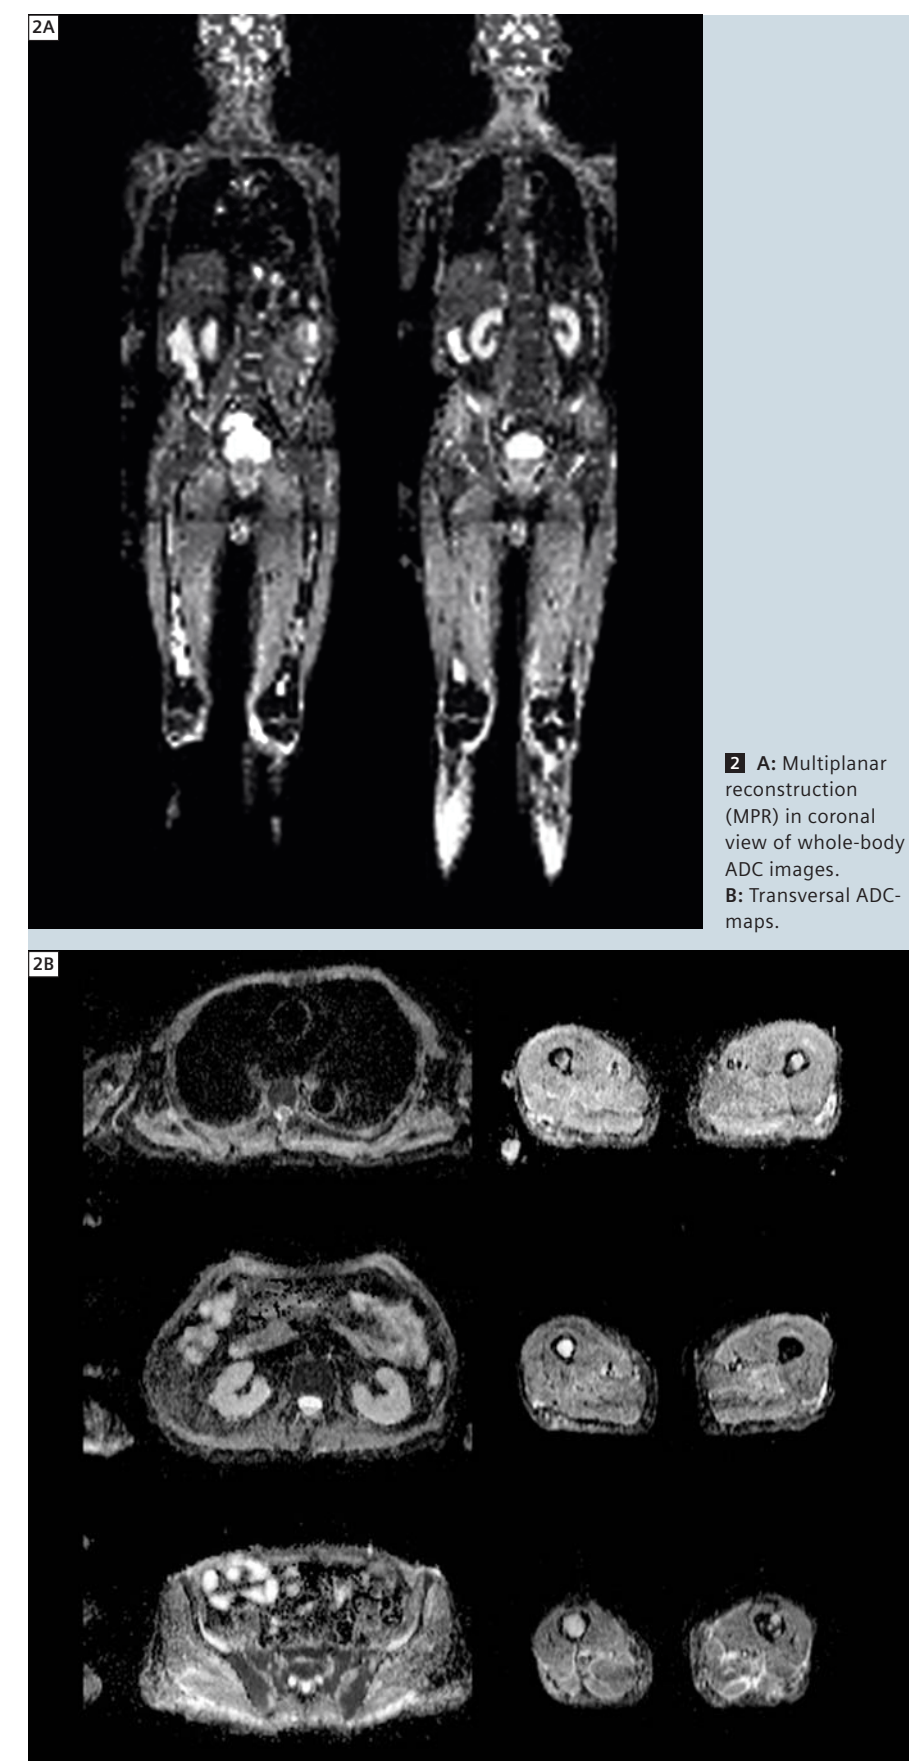 2A
2 A: Multiplanar
reconstruction
(MPR) in coronal
view of whole-body
ADC images.
B: Transversal ADC-
maps.
2B